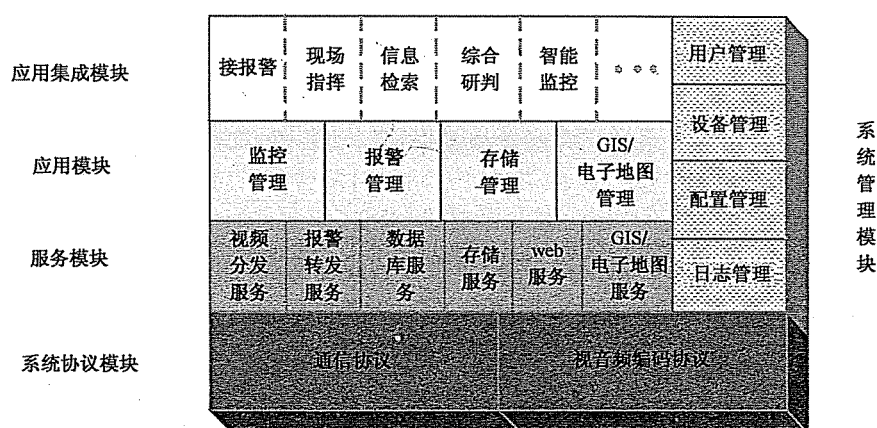 应用集成模块
接报警
现场
指挥
信息
检索
综合
研判
智能
监控
用户管理
设备管理
配置管理
日志管理
系统管理模块
应用模块
监控
管理
报警
管理
存储
管理
GIS/
电子地图
管理
服务模块
视频
分发
服务
报警
转发
服务
数据
库服
务
存储
服务
web
服务
GIS/
电子地图
服务
系统协议模块
通信协议
视音频编码协议